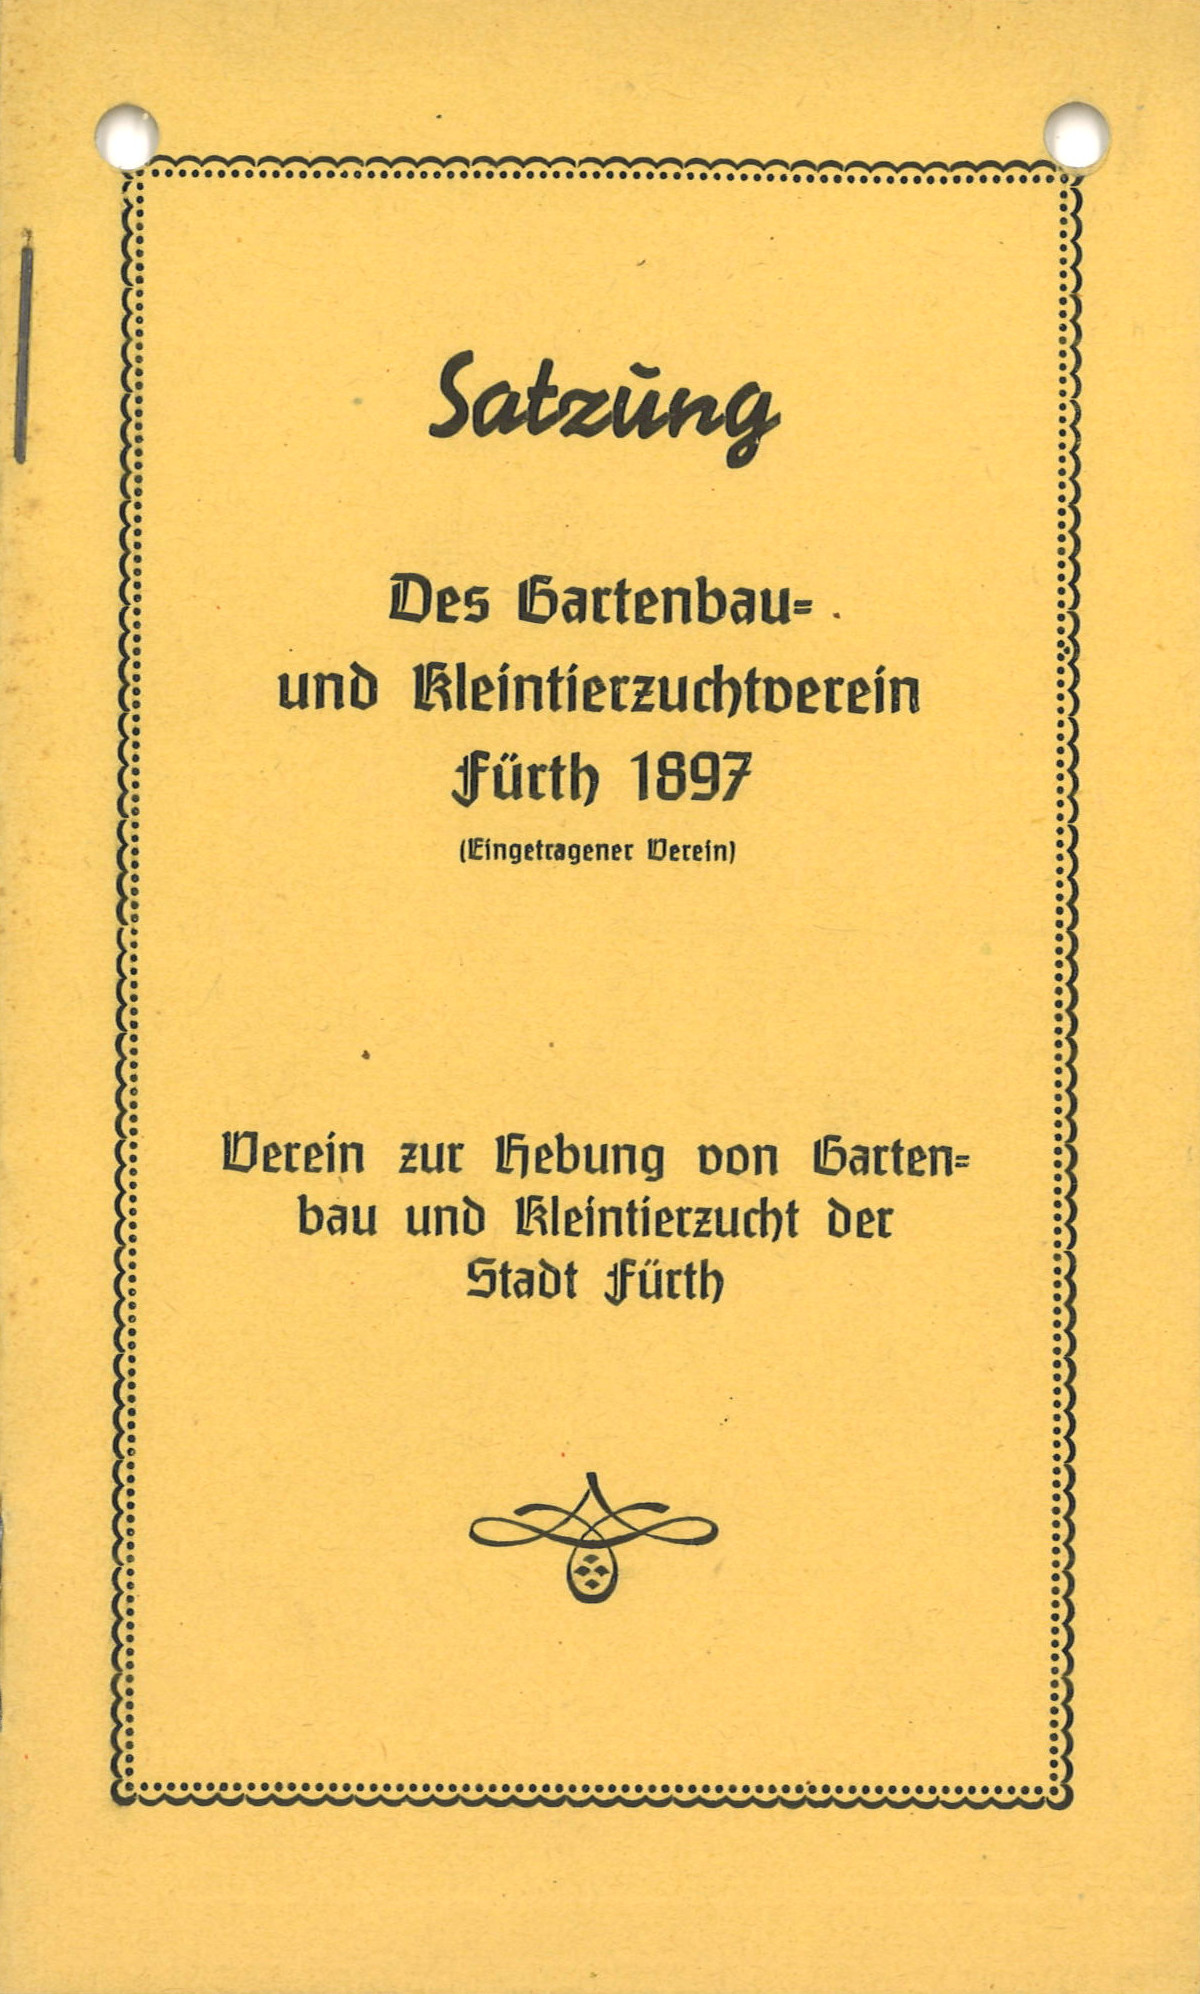 Satzung
Des Gartenbau=
und Kleintierzuchtverein
Fürth 1897
(Eingetragener Verein)
Verein zur Hebung von Garten=
bau und Kleintierzucht der
Stadt Fürth